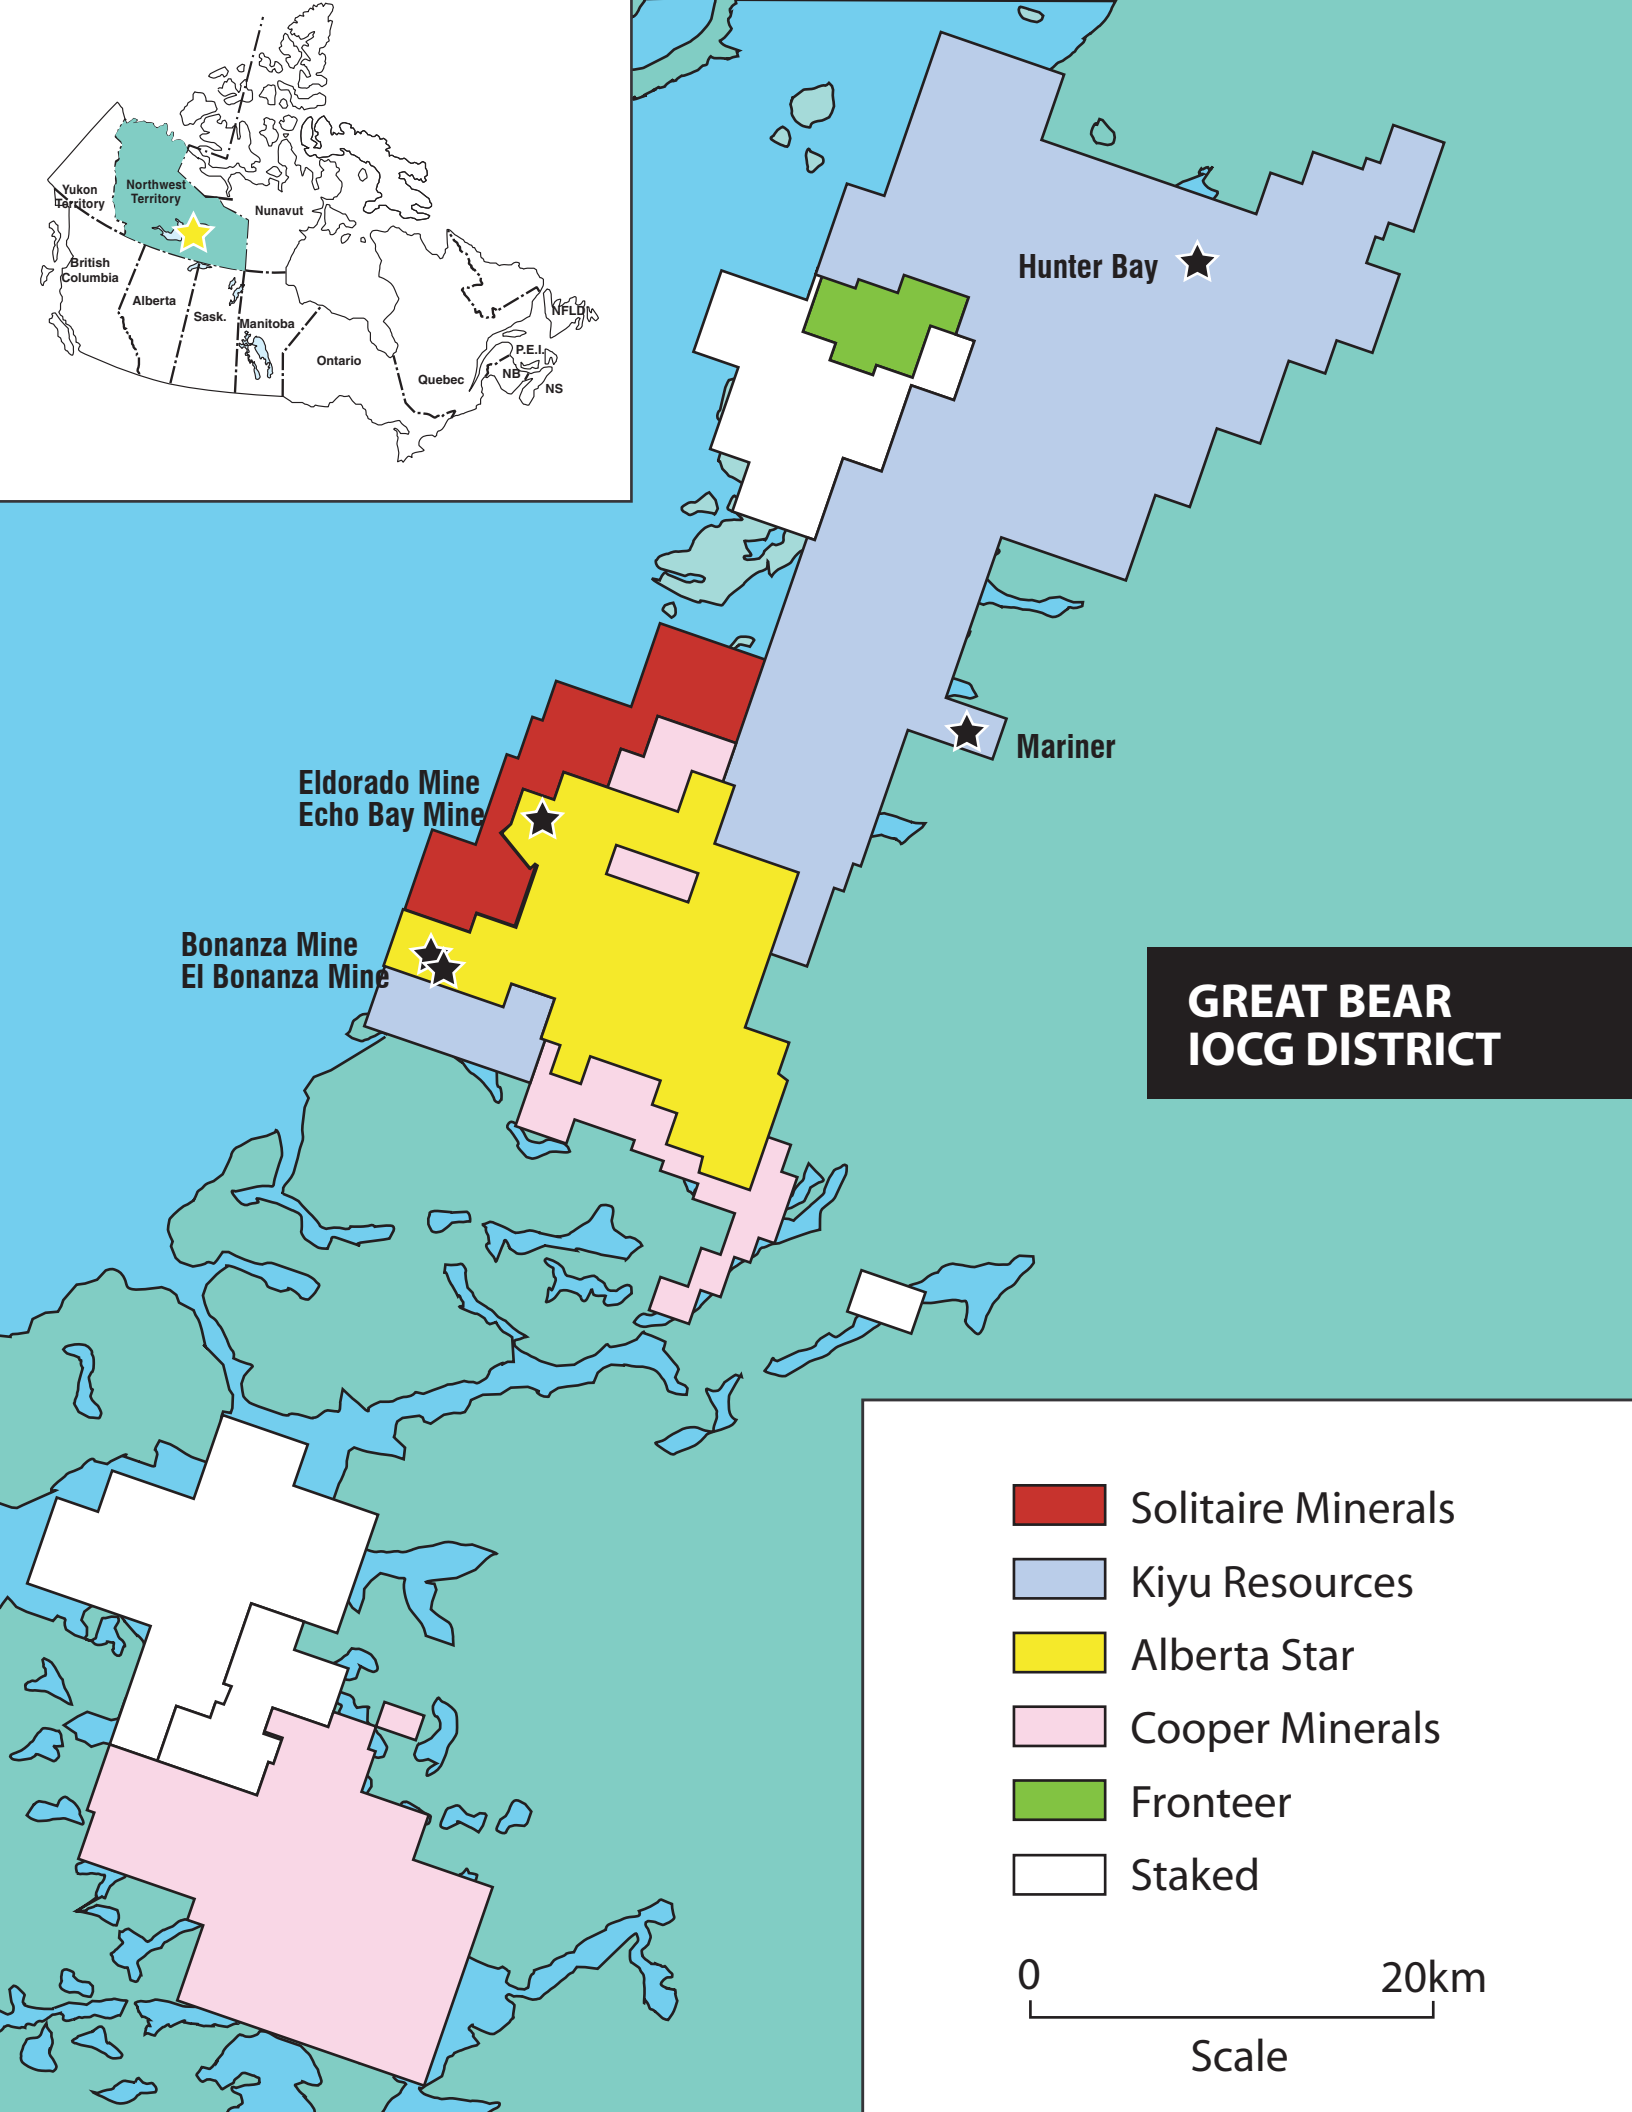 Yukon
Territory
Northwest
Territory
Nunavut
British
Columbia
Alberta
Sask.
Manitoba
Ontario
Quebec
NFLD
P.E.I.
NB
NS
Hunter Bay
Mariner
Eldorado Mine
Echo Bay Mine
Bonanza Mine
El Bonanza Mine
GREAT BEAR
IOCG DISTRICT
Solitaire Minerals
Kiyu Resources
Alberta Star
Cooper Minerals
Fronteer
Staked
0 20km
Scale